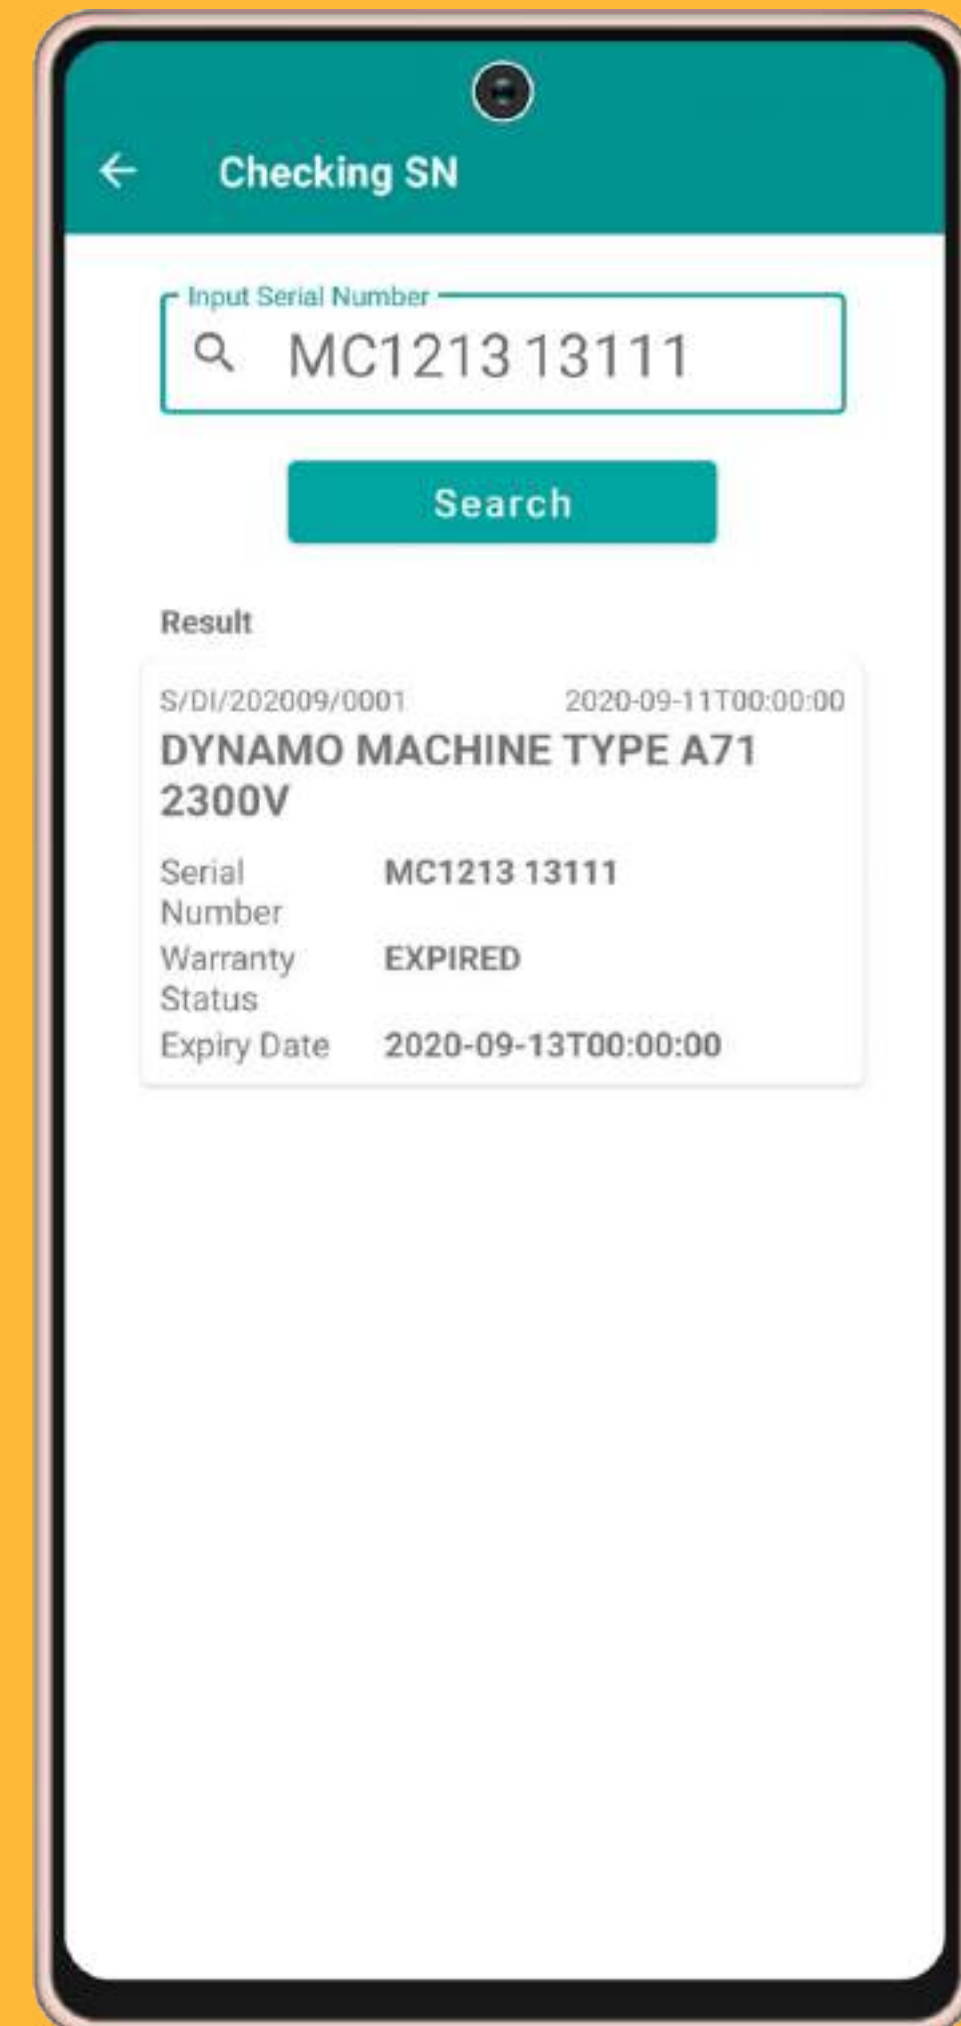 Checking SN
Input Serial Number
MC1213 13111
Search
Result
S/DI/202009/0001 2020-09-11T00:00:00
DYNAMO MACHINE TYPE A71
2300V
Serial MC1213 13111
Number
Warranty EXPIRED
Status
Expiry Date 2020-09-13T00:00:00